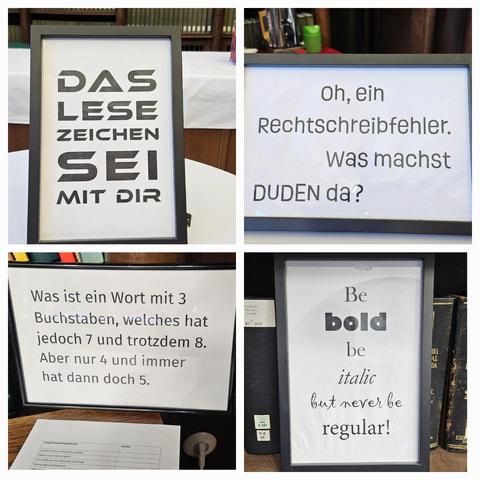 DAS
LESE
ZEICHEN
SEI
MIT DIR
Oh, ein
Rechtschreibfehler.
Was machst
DUDEN da?
Was ist ein Wort mit 3
Buchstaben, welches hat
jedoch 7 und trotzdem 8.
Aber nur 4 und immer
hat dann doch 5.
Be
bold
be
italic
but never be
regular!